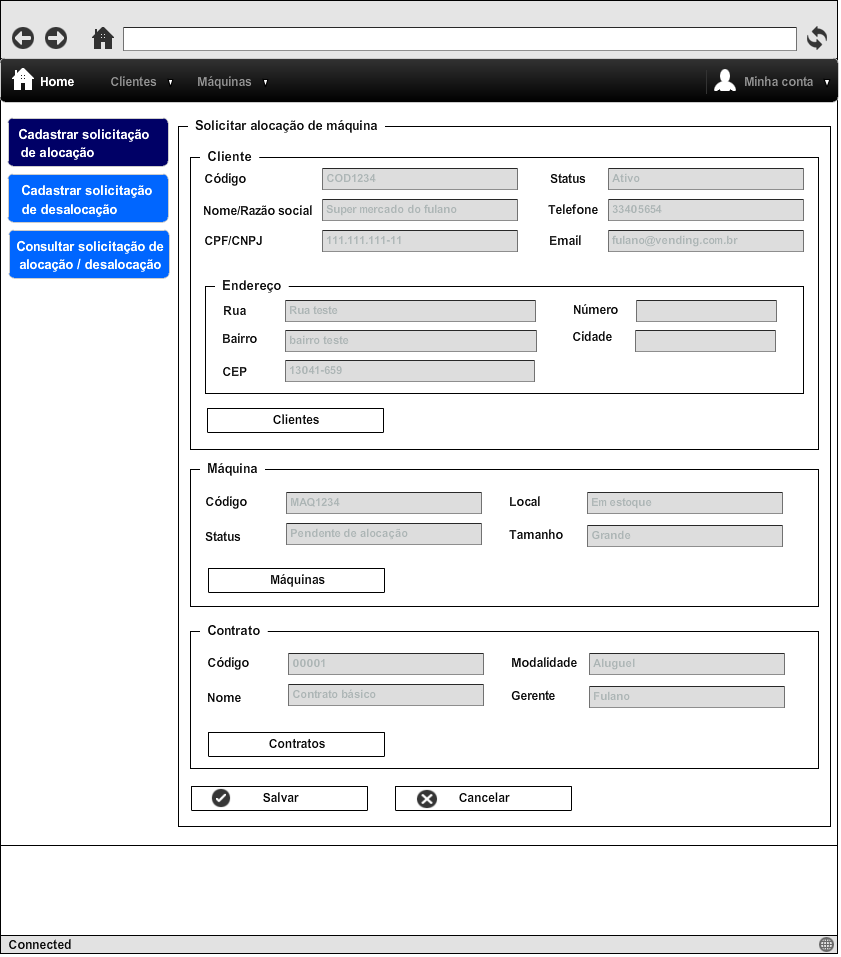 Home
Clientes
Máquinas
Minha conta
Cadastrar solicitação
de alocação
Cadastrar solicitação
de desalocação
Consultar solicitação de
alocação / desalocação
Solicitar alocação de máquina
Cliente
Código COD1234 Status Ativo
Nome/Razão social Super mercado do fulano Telefone 33405654
CPF/CNPJ 111.111.111-11 Email fulano@vending.com.br
Endereço
Rua Rua teste Número
Bairro bairro teste Cidade
CEP 13041-659
Clientes
Máquina
Código MAQ1234 Local Em estoque
Status Pendente de alocação Tamanho Grande
Máquinas
Contrato
Código 00001 Modalidade Aluguel
Nome Contrato básico Gerente Fulano
Contratos
Salvar
Cancelar
Connected